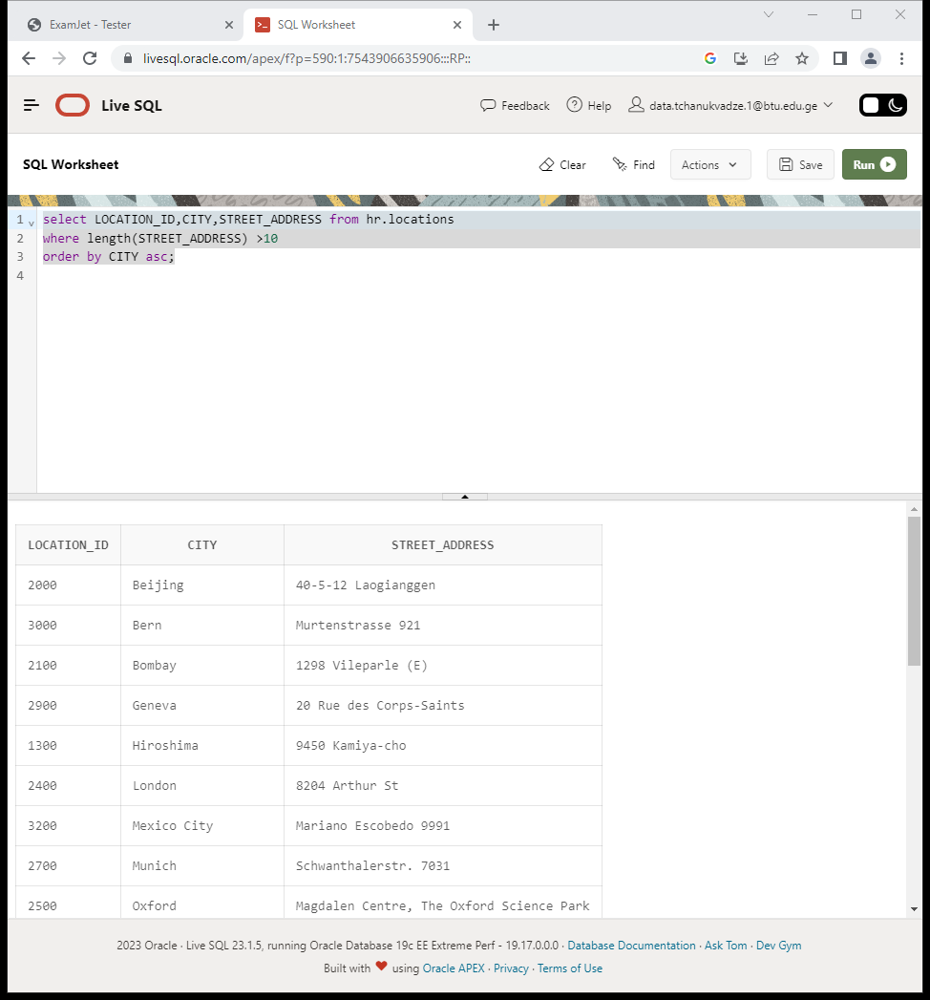 ExamJet - Tester
SQL Worksheet
livesql.oracle.com/apex/f?p=590:1:7543906635906:::RP::
Live SQL
Feedback
Help
data.tchanukvadze.1@btu.edu.ge
SQL Worksheet
Clear
Find
Actions
Save
Run
1 select LOCATION_ID,CITY,STREET_ADDRESS from hr.locations
2 where length(STREET_ADDRESS) >10
3 order by CITY asc;
4
LOCATION_ID CITY STREET_ADDRESS
2000 Beijing 40-5-12 Laogianggen
3000 Bern Murtenstrasse 921
2100 Bombay 1298 Vileparle (E)
2900 Geneva 20 Rue des Corps-Saints
1300 Hiroshima 9450 Kamiya-cho
2400 London 8204 Arthur St
3200 Mexico City Mariano Escobedo 9991
2700 Munich Schwanthalerstr. 7031
2500 Oxford Magdalen Centre, The Oxford Science Park
2023 Oracle · Live SQL 23.1.5, running Oracle Database 19c EE Extreme Perf - 19.17.0.0.0 · Database Documentation · Ask Tom · Dev Gym
Built with ❤ using Oracle APEX · Privacy · Terms of Use